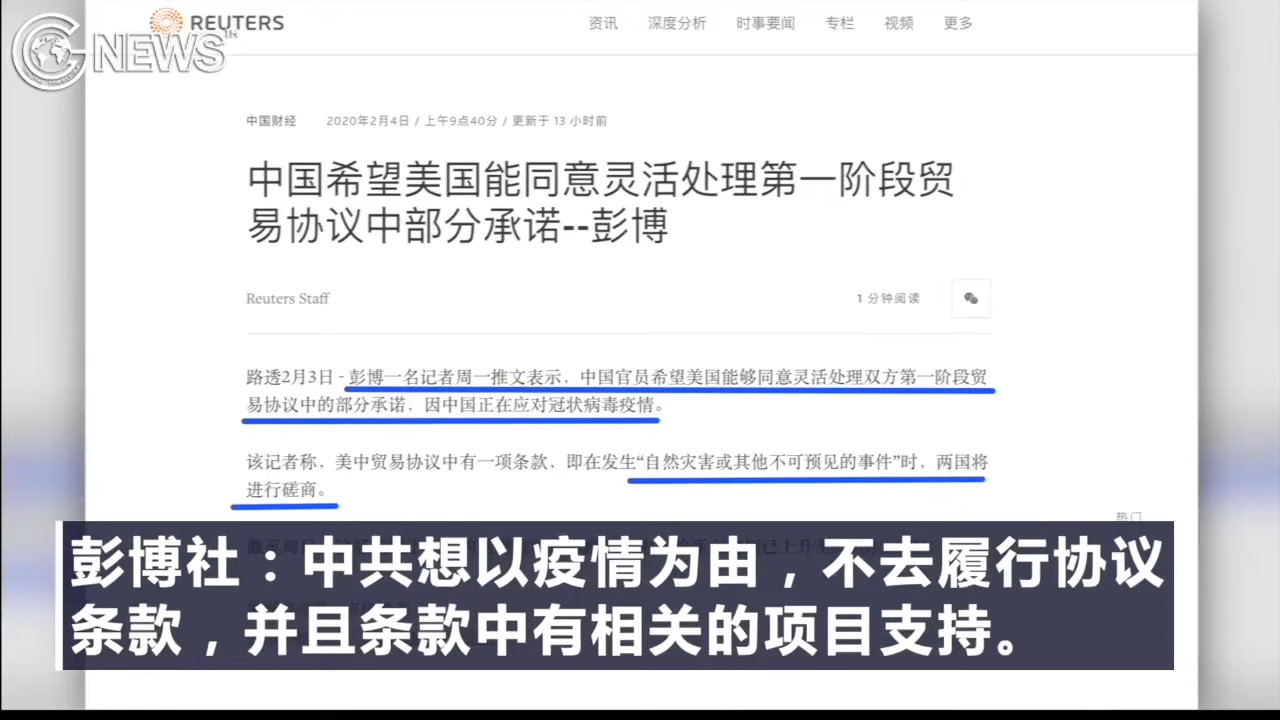 REUTERS
资讯 深度分析 时事要闻 专栏 视频 更多
G NEWS
中国财经 2020年2月4日 / 上午9点40分 / 更新于 13 小时前
中国希望美国能同意灵活处理第一阶段贸
易协议中部分承诺--彭博
Reuters Staff
1 分钟阅读
路透2月3日 - 彭博一名记者周一推文表示，中国官员希望美国能够同意灵活处理双方第一阶段贸
易协议中的部分承诺，因中国正在应对冠状病毒疫情。
该记者称，美中贸易协议中有一项条款，即在发生“自然灾害或其他不可预见的事件”时，两国将
进行磋商。
热门
彭博社：中共想以疫情为由，不去履行协议
条款，并且条款中有相关的项目支持。